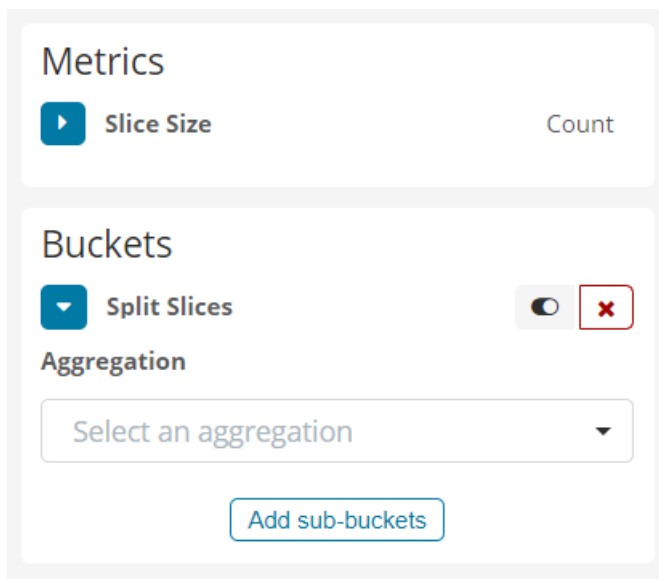 Metrics
Slice Size Count
Buckets
Split Slices
Aggregation
Select an aggregation
Add sub-buckets